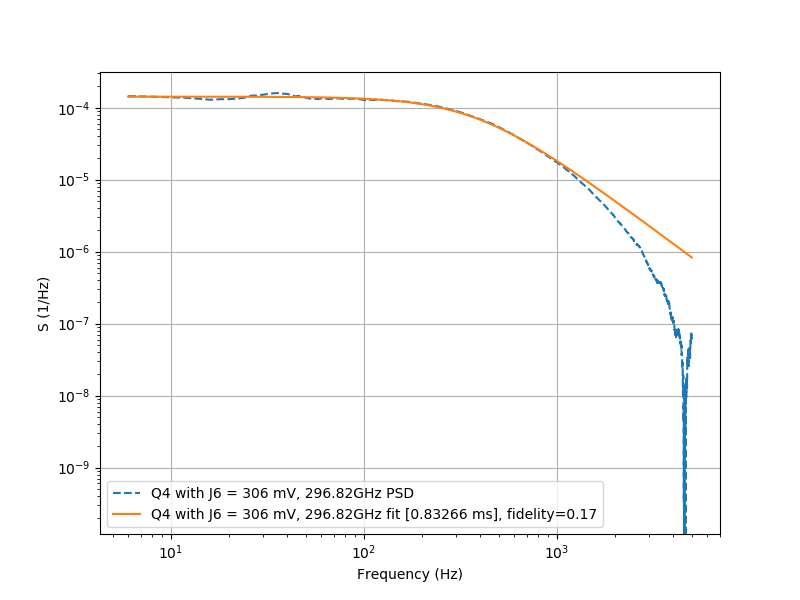 10⁻⁴
10⁻⁵
10⁻⁶
10⁻⁷
10⁻⁸
10⁻⁹
S (1/Hz)
Q4 with J6 = 306 mV, 296.82GHz PSD
Q4 with J6 = 306 mV, 296.82GHz fit [0.83266 ms], fidelity=0.17
10¹ 10² 10³
Frequency (Hz)